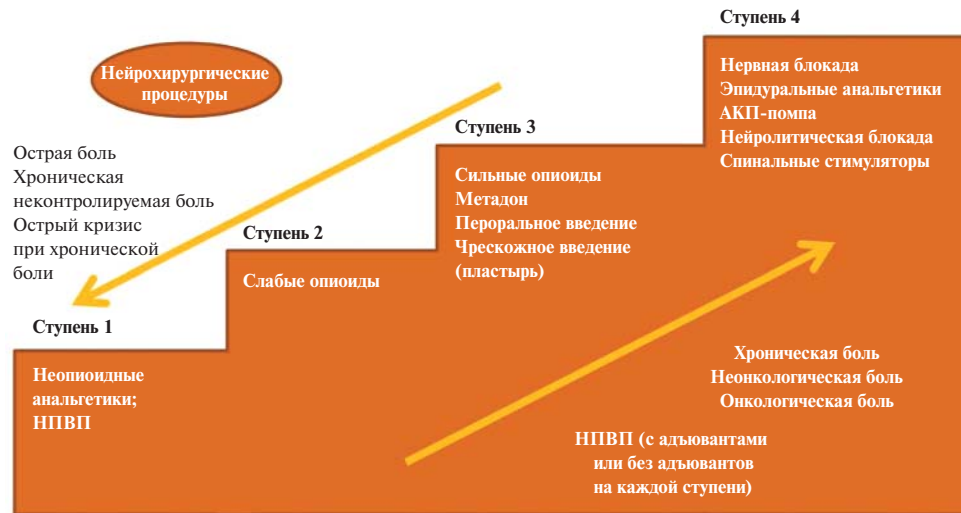 Нейрохирургические
процедуры
Острая боль
Хроническая
неконтролируемая боль
Острый кризис
при хронической
боли
Ступень 1
Неопиоидные
анальгетики;
НПВП
Ступень 2
Слабые опиоиды
Ступень 3
Сильные опиоиды
Метадон
Пероральное введение
Чрескожное введение
(пластырь)
Ступень 4
Нервная блокада
Эпидуральные анальгетики
АКП-помпа
Нейролитическая блокада
Спинальные стимуляторы
Хроническая боль
Неонкологическая боль
Онкологическая боль
НПВП (с адъювантами
или без адъювантов
на каждой ступени)